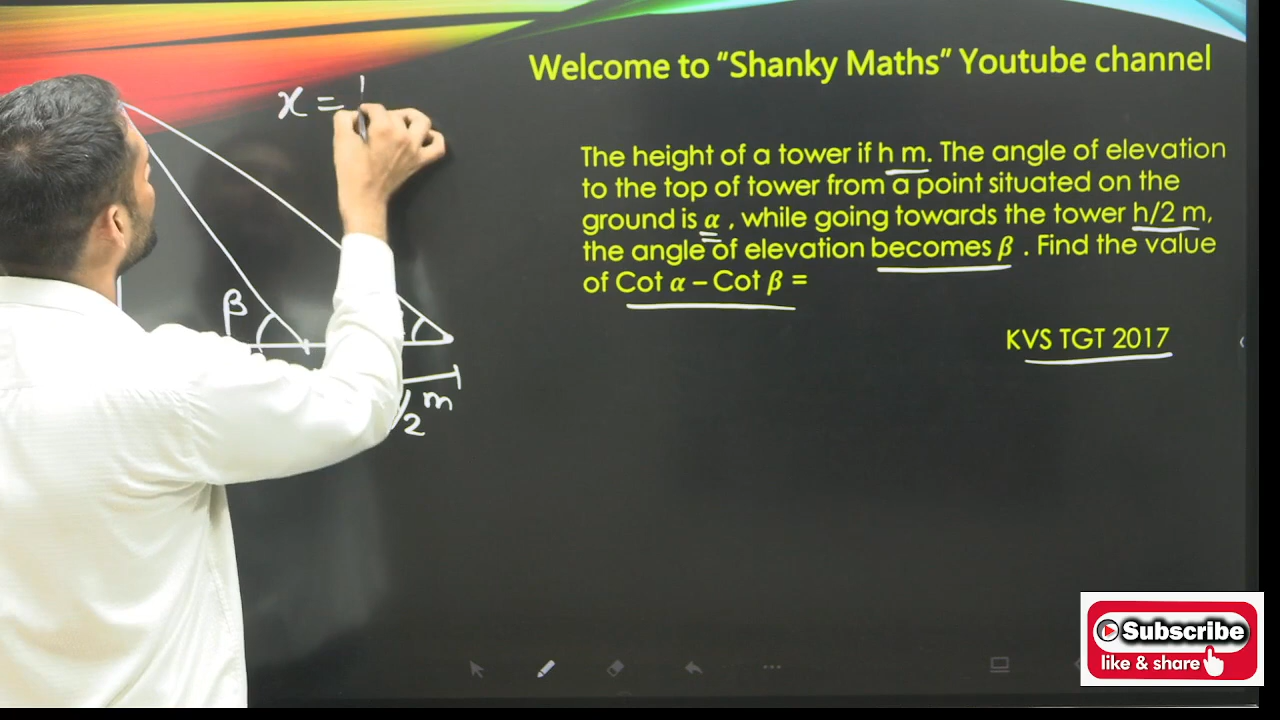 Welcome to “Shanky Maths” Youtube channel
x =
The height of a tower if h m. The angle of elevation
to the top of tower from a point situated on the
ground is α , while going towards the tower h/2 m,
the angle of elevation becomes β . Find the value
of Cot α – Cot β =
β
KVS TGT 2017
/2 m
Subscribe
like & share